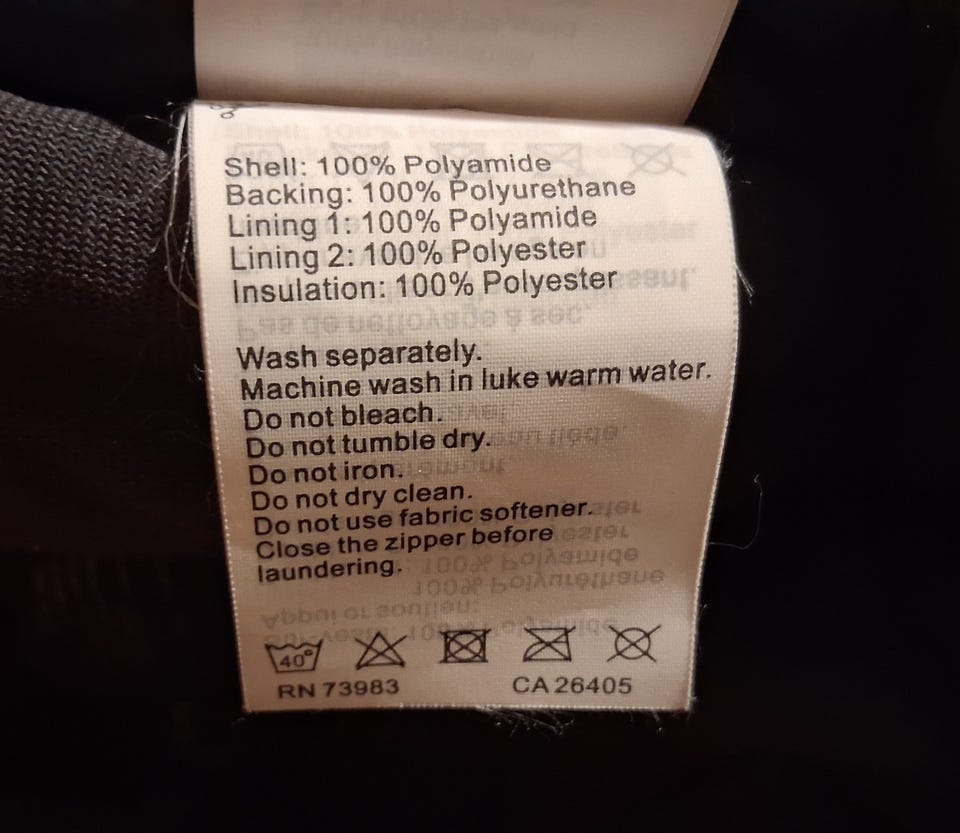 Shell: 100% Polyamide
Backing: 100% Polyurethane
Lining 1: 100% Polyamide
Lining 2: 100% Polyester
Insulation: 100% Polyester
Wash separately.
Machine wash in luke warm water.
Do not bleach.
Do not tumble dry.
Do not iron.
Do not dry clean.
Do not use fabric softener.
Close the zipper before
laundering.
40°
RN 73983 CA 26405